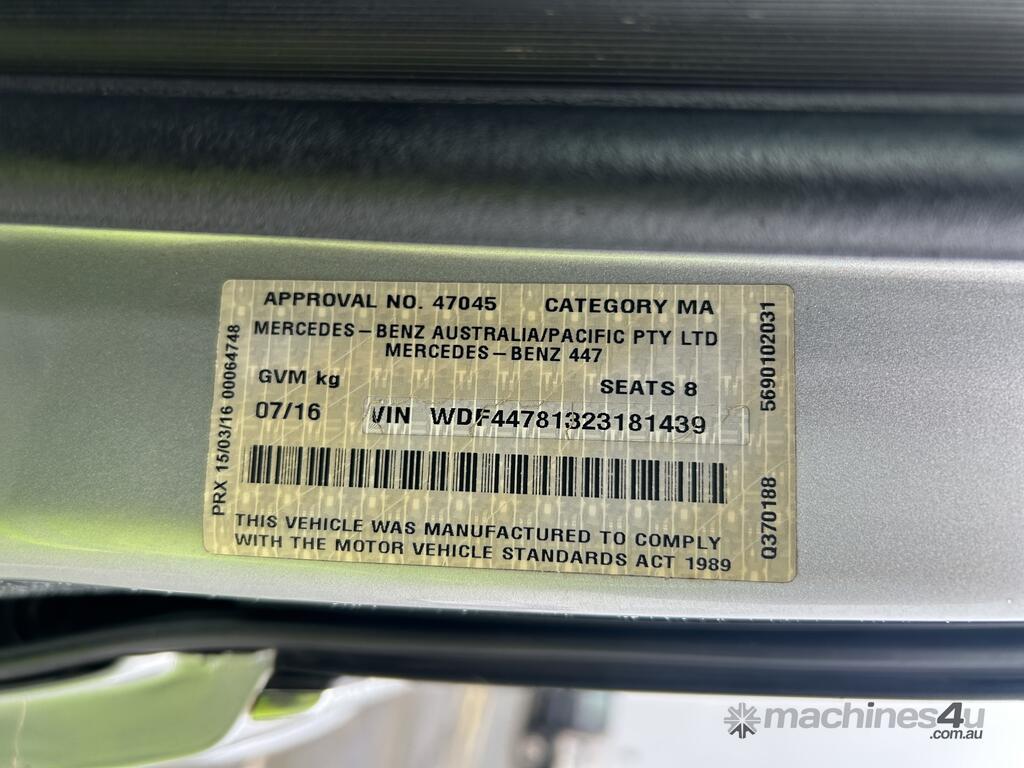 APPROVAL NO. 47045 CATEGORY MA
MERCEDES-BENZ AUSTRALIA/PACIFIC PTY LTD
MERCEDES-BENZ 447
GVM kg SEATS 8
07/16 VIN WDF44781323181439
THIS VEHICLE WAS MANUFACTURED TO COMPLY
WITH THE MOTOR VEHICLE STANDARDS ACT 1989
PRX 15/03/16 00064748
Q370188 5690102031
machines4u
.com.au